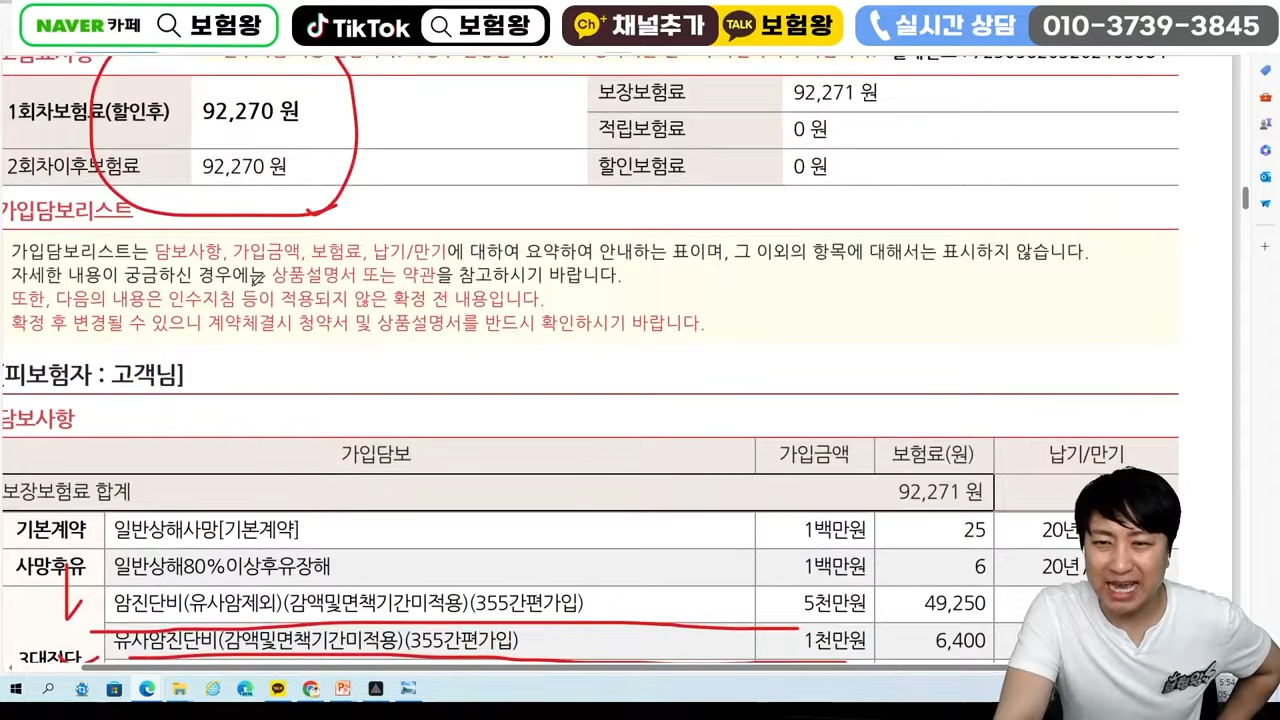 NAVER 카페 보험왕 TikTok 보험왕 Ch+ 채널추가 TALK 보험왕 실시간 상담 010-3739-3845
1회차보험료(할인후) 92,270 원 보장보험료 92,271 원
적립보험료 0 원
2회차이후보험료 92,270 원 할인보험료 0 원
가입담보리스트
가입담보리스트는 담보사항, 가입금액, 보험료, 납기/만기에 대하여 요약하여 안내하는 표이며, 그 이외의 항목에 대해서는 표시하지 않습니다.
자세한 내용이 궁금하신 경우에는 상품설명서 또는 약관을 참고하시기 바랍니다.
또한, 다음의 내용은 인수지침 등이 적용되지 않은 확정 전 내용입니다.
확정 후 변경될 수 있으니 계약체결시 청약서 및 상품설명서를 반드시 확인하시기 바랍니다.
[피보험자 : 고객님]
담보사항
가입담보 가입금액 보험료(원) 납기/만기
보장보험료 합계 92,271 원
기본계약 일반상해사망[기본계약] 1백만원 25 20년
사망후유 일반상해80%이상후유장해 1백만원 6 20년/
암진단비(유사암제외)(감액및면책기간미적용)(355간편가입) 5천만원 49,250
유사암진단비(감액및면책기간미적용)(355간편가입) 1천만원 6,400
3대진단